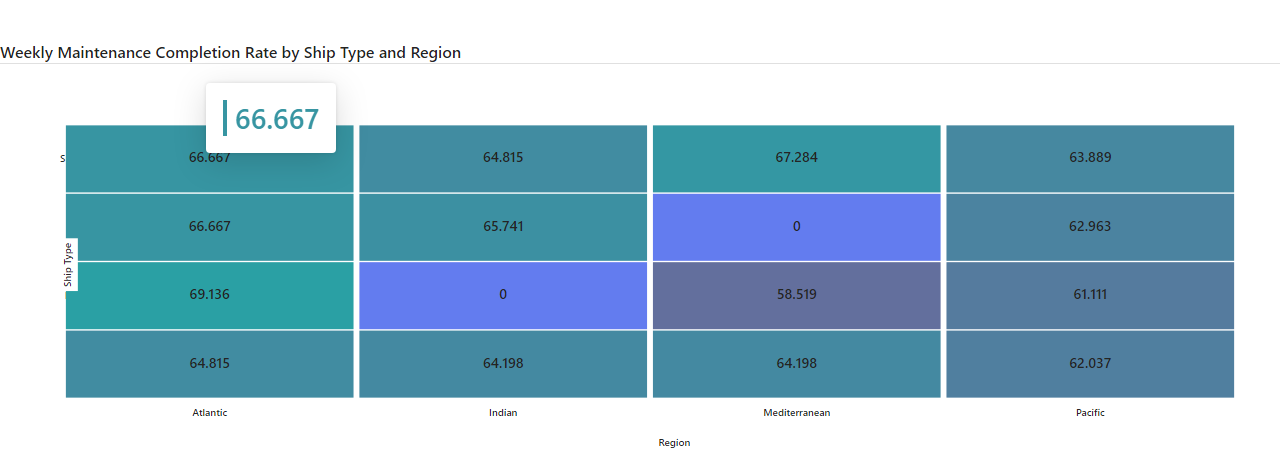 Weekly Maintenance Completion Rate by Ship Type and Region
66.667
S 66.667 64.815 67.284 63.889
66.667 65.741 0 62.963
Ship Type
69.136 0 58.519 61.111
64.815 64.198 64.198 62.037
Atlantic Indian Mediterranean Pacific
Region